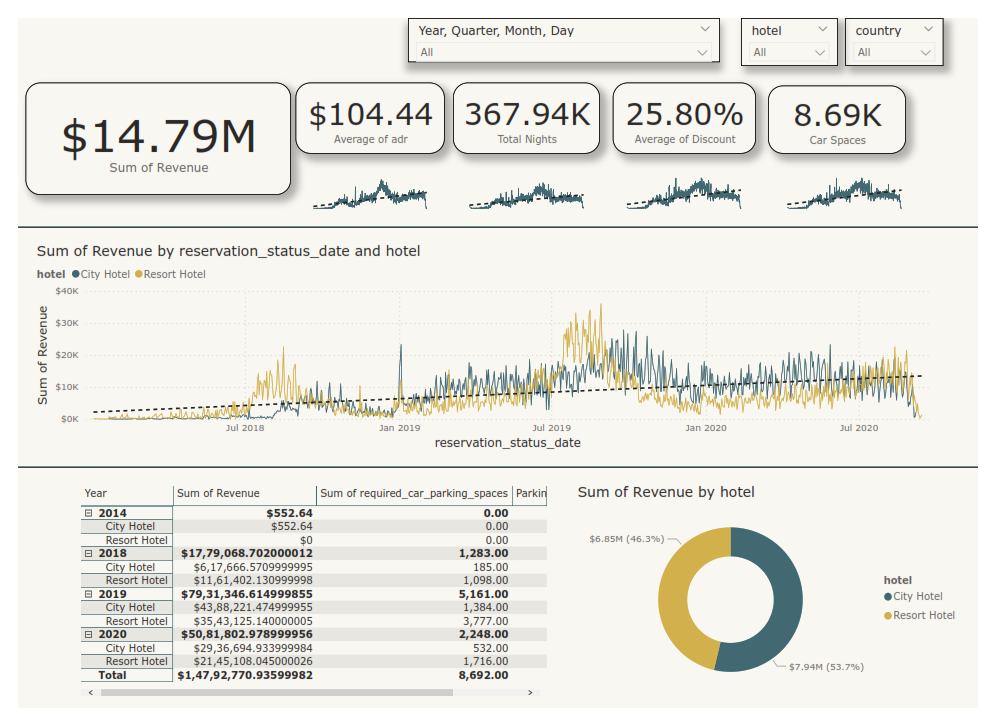 Year, Quarter, Month, Day
All
hotel
All
country
All
$14.79M
Sum of Revenue
$104.44
Average of adr
367.94K
Total Nights
25.80%
Average of Discount
8.69K
Car Spaces
Sum of Revenue by reservation_status_date and hotel
hotel City Hotel Resort Hotel
Sum of Revenue
$40K
$30K
$20K
$10K
$0K
Jul 2018 Jan 2019 Jul 2019 Jan 2020 Jul 2020
reservation_status_date
Year Sum of Revenue Sum of required_car_parking_spaces Parkin
2014 $552.64 0.00
City Hotel $552.64 0.00
Resort Hotel $0 0.00
2018 $17,79,068.702000012 1,283.00
City Hotel $6,17,666.5709999995 185.00
Resort Hotel $11,61,402.130999998 1,098.00
2019 $79,31,346.614999855 5,161.00
City Hotel $43,88,221.474999955 1,384.00
Resort Hotel $35,43,125.140000005 3,777.00
2020 $50,81,802.978999956 2,248.00
City Hotel $29,36,694.933999984 532.00
Resort Hotel $21,45,108.045000026 1,716.00
Total $1,47,92,770.93599982 8,692.00
Sum of Revenue by hotel
$6.85M (46.3%)
$7.94M (53.7%)
hotel
City Hotel
Resort Hotel